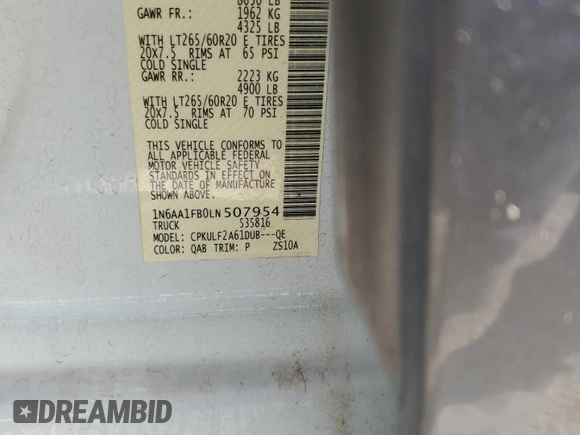 8650 LB
GAWR FR.: 1962 KG
4325 LB
WITH LT265/60R20 E TIRES
20X7.5 RIMS AT 65 PSI
COLD SINGLE
GAWR RR.: 2223 KG
4900 LB
WITH LT265/60R20 E TIRES
20X7.5 RIMS AT 70 PSI
COLD SINGLE
THIS VEHICLE CONFORMS TO
ALL APPLICABLE FEDERAL
MOTOR VEHICLE SAFETY
STANDARDS IN EFFECT ON
THE DATE OF MANUFACTURE
SHOWN ABOVE.
1N6AA1FB0LN507954
TRUCK 535816
MODEL: CPKULF2A61DUB---QE
COLOR: QAB TRIM: P ZS10A
DREAMBID